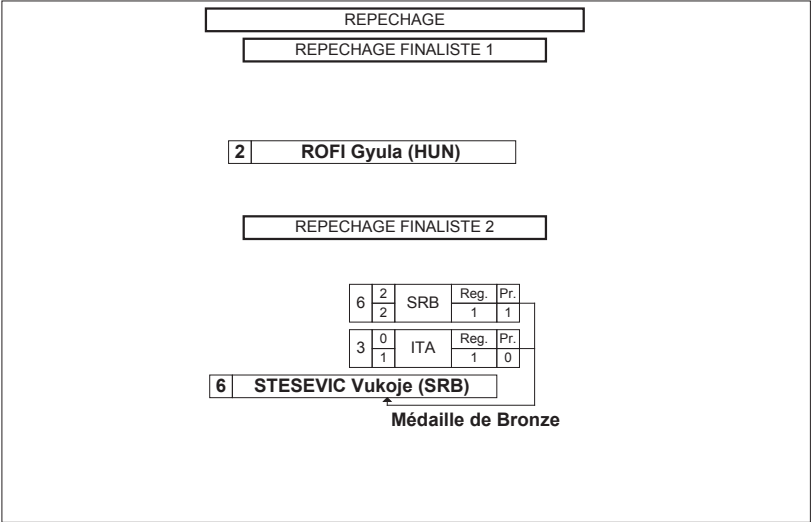 REPECHAGE
REPECHAGE FINALISTE 1
2 ROFI Gyula (HUN)
REPECHAGE FINALISTE 2
6 2 SRB Reg. Pr.
2 1 1
3 0 ITA Reg. Pr.
1 1 0
6 STESEVIC Vukoje (SRB)
Médaille de Bronze